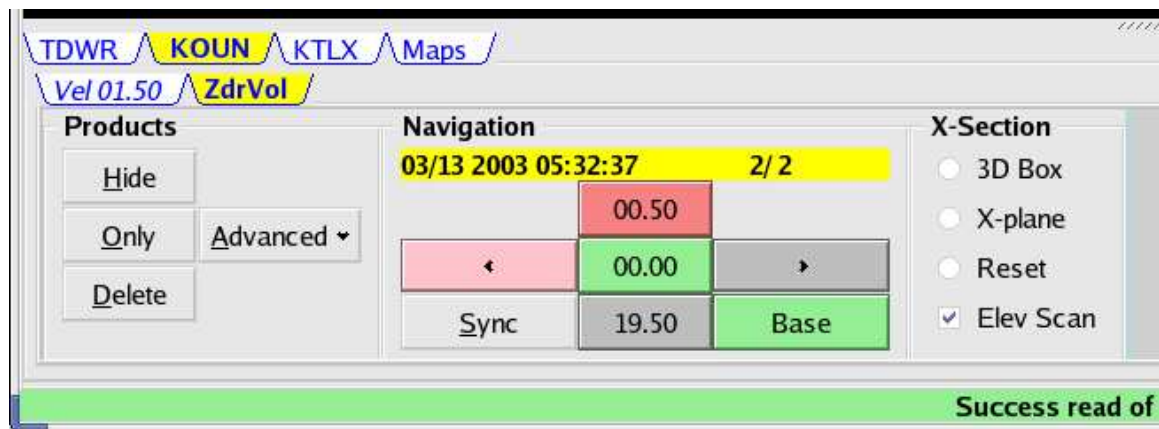 TDWR KOUN KTLX Maps
Vel 01.50 ZdrVol
Products Navigation X-Section
03/13 2003 05:32:37 2/ 2
Hide 3D Box
00.50
Only Advanced X-plane
00.00 Reset
Delete
Sync 19.50 Base Elev Scan
Success read of